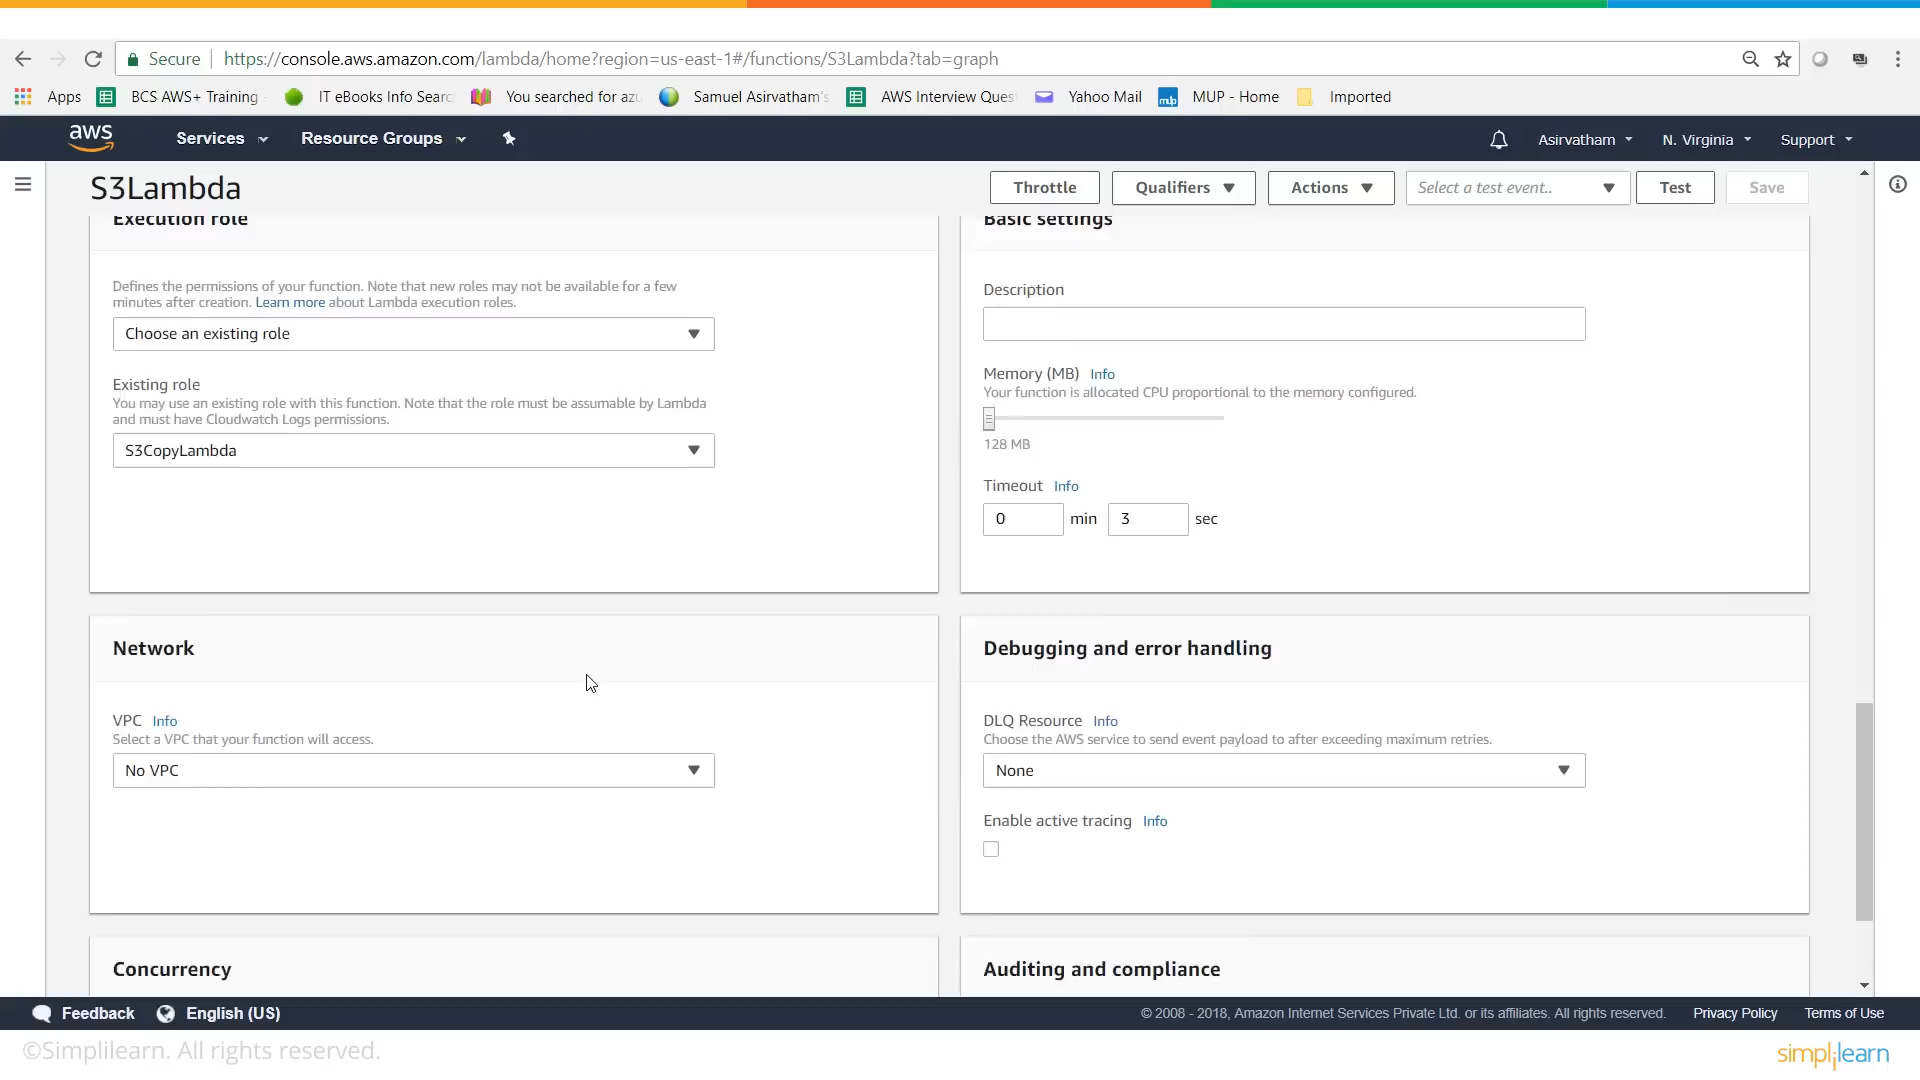 Secure https://console.aws.amazon.com/lambda/home?region=us-east-1#/functions/S3Lambda?tab=graph
Apps BCS AWS+ Training IT eBooks Info Searc You searched for azu Samuel Asirvatham's AWS Interview Ques Yahoo Mail mup MUP - Home Imported
aws Services Resource Groups Asirvatham N. Virginia Support
S3Lambda Throttle Qualifiers Actions Select a test event.. Test Save
Execution role
Defines the permissions of your function. Note that new roles may not be available for a few
minutes after creation. Learn more about Lambda execution roles.
Choose an existing role
Existing role
You may use an existing role with this function. Note that the role must be assumable by Lambda
and must have Cloudwatch Logs permissions.
S3CopyLambda
Basic settings
Description
Memory (MB) Info
Your function is allocated CPU proportional to the memory configured.
128 MB
Timeout Info
0 min 3 sec
Network
VPC Info
Select a VPC that your function will access.
No VPC
Debugging and error handling
DLQ Resource Info
Choose the AWS service to send event payload to after exceeding maximum retries.
None
Enable active tracing Info
Concurrency
Auditing and compliance
Feedback English (US) © 2008 - 2018, Amazon Internet Services Private Ltd. or its affiliates. All rights reserved. Privacy Policy Terms of Use
©Simplilearn. All rights reserved. simplilearn